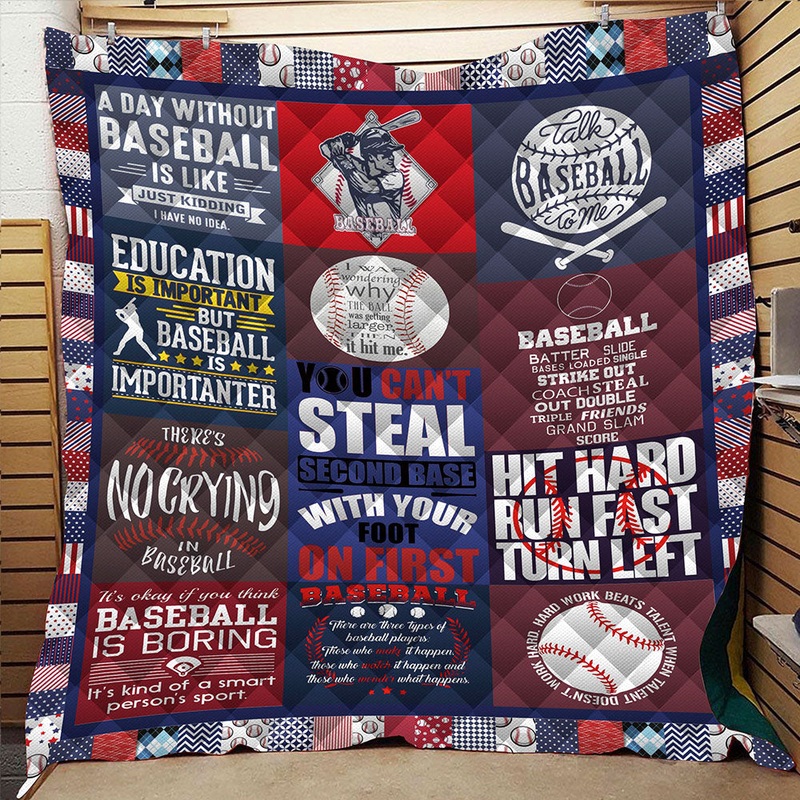 A DAY WITHOUT
BASEBALL
IS LIKE
JUST KIDDING
I HAVE NO IDEA.
BASEBALL
Talk
BASEBALL
to Me
EDUCATION
IS IMPORTANT
BUT
BASEBALL
IS
IMPORTANTER
I WAS
wondering
why
THE BALL
was getting
larger,
THEN
it hit me.
BASEBALL
BATTER SLIDE
BASES LOADED SINGLE
STRIKE OUT
COACH STEAL
OUT DOUBLE
TRIPLE FRIENDS
GRAND SLAM
SCORE
THERE'S
NO CRYING
IN
BASEBALL
YOU CAN'T
STEAL
SECOND BASE
WITH YOUR
FOOT
ON FIRST
HIT HARD
RUN FAST
TURN LEFT
It's okay if you think
BASEBALL
IS BORING
It's kind of a smart
person's sport.
BASEBALL
There are three types of
baseball players:
Those who make it happen,
those who watch it happen and
those who wonder what happens.
HARD WORK BEATS TALENT WHEN TALENT DOESN'T WORK HARD.